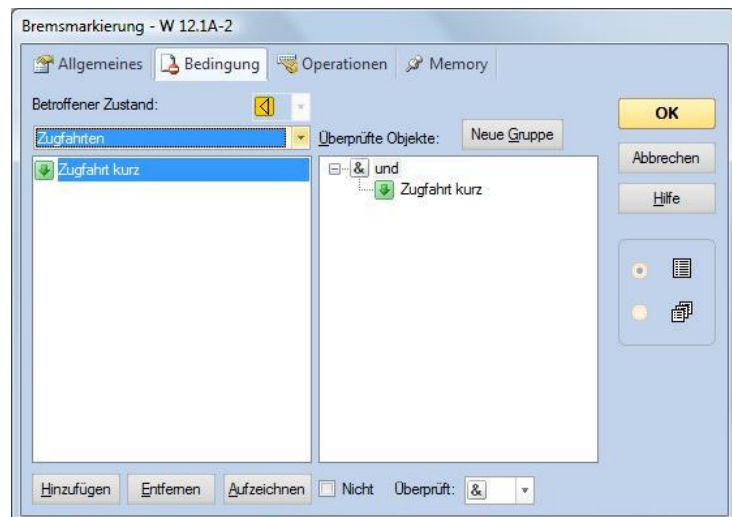 Bremsmarkierung - W 12.1A-2
Allgemeines Bedingung Operationen Memory
Betroffener Zustand:
Zugfahrten
Überprüfte Objekte: Neue Gruppe
Zugfahrt kurz
& und
Zugfahrt kurz
OK
Abbrechen
Hilfe
Hinzufügen Entfernen Aufzeichnen Nicht Überprüft: &